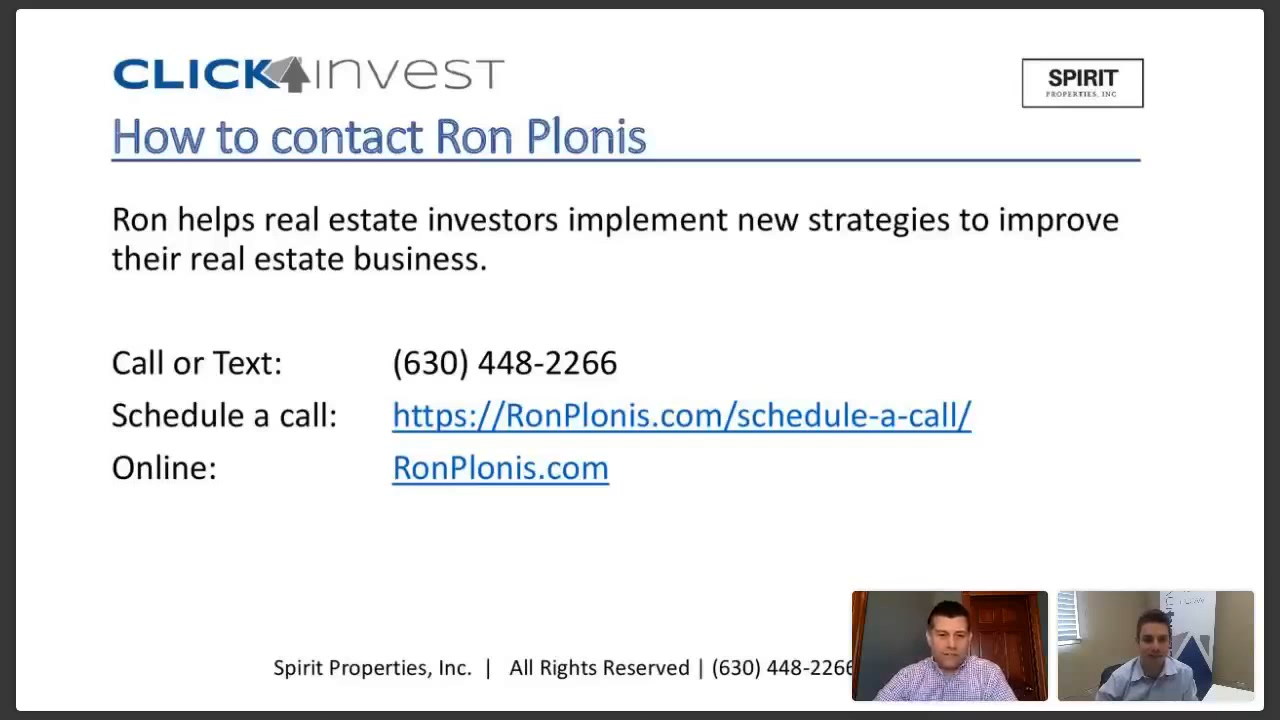 CLICK INVEST
SPIRIT
PROPERTIES, INC
How to contact Ron Plonis
Ron helps real estate investors implement new strategies to improve
their real estate business.
Call or Text: (630) 448-2266
Schedule a call: https://RonPlonis.com/schedule-a-call/
Online: RonPlonis.com
Spirit Properties, Inc. | All Rights Reserved | (630) 448-2266